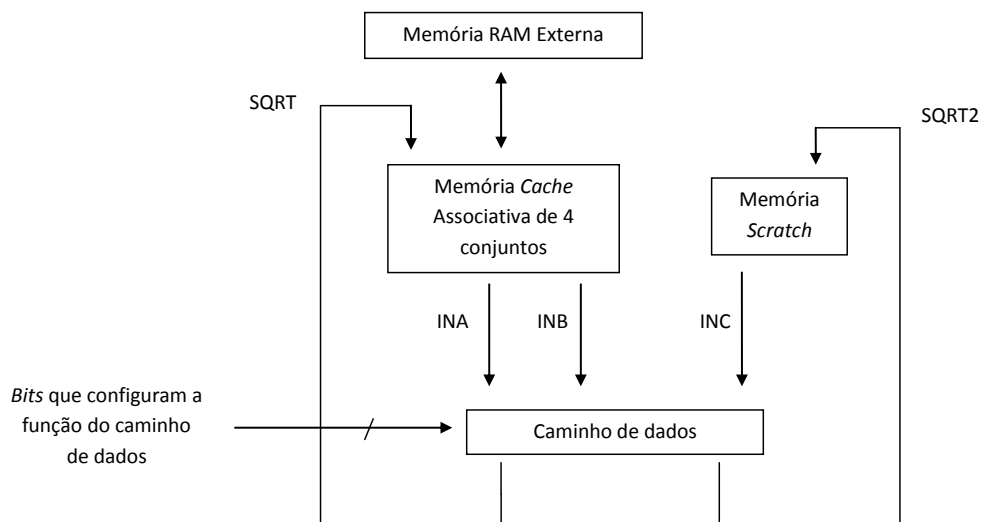 Memória RAM Externa
SQRT
SQRT2
Memória Cache
Associativa de 4
conjuntos
Memória
Scratch
INA
INB
INC
Bits que configuram a
função do caminho
de dados
Caminho de dados